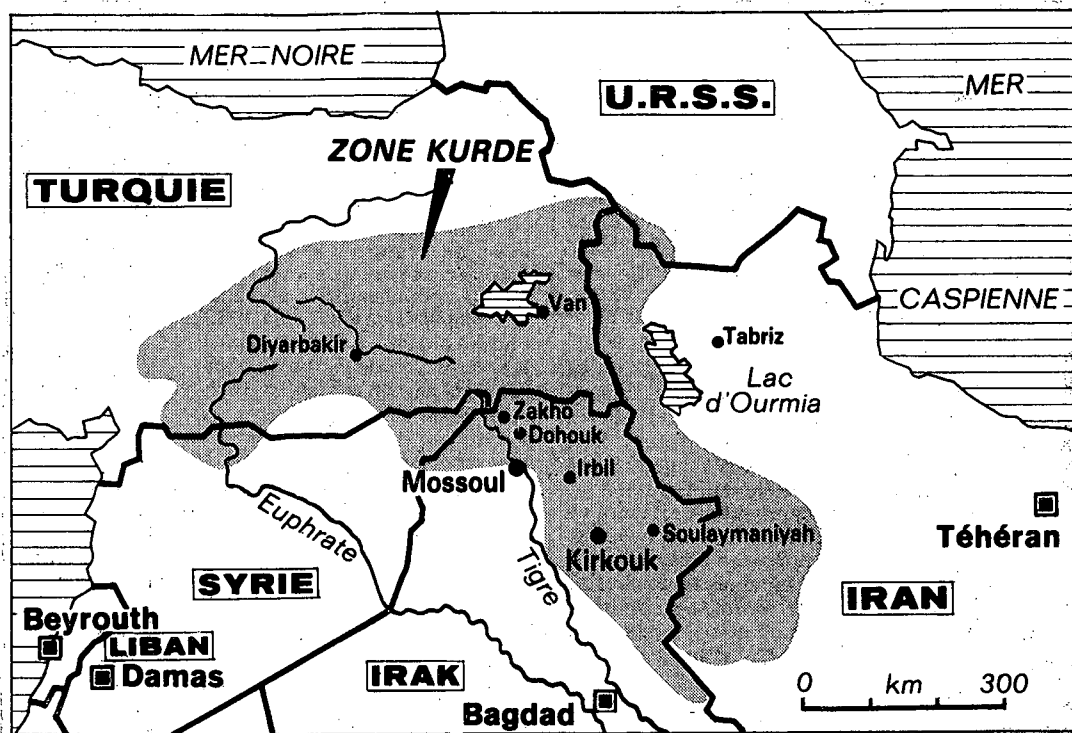 MER NOIRE
MER
U.R.S.S.
ZONE KURDE
TURQUIE
CASPIENNE
Van
Tabriz
Diyarbakir
Lac
d'Ourmia
Zakho
Dohouk
Mossoul
Irbil
Euphrate
Soulaymaniyah
Kirkouk
Téhéran
Tigre
SYRIE
IRAN
Beyrouth
LIBAN
Damas
IRAK
0 km 300
Bagdad